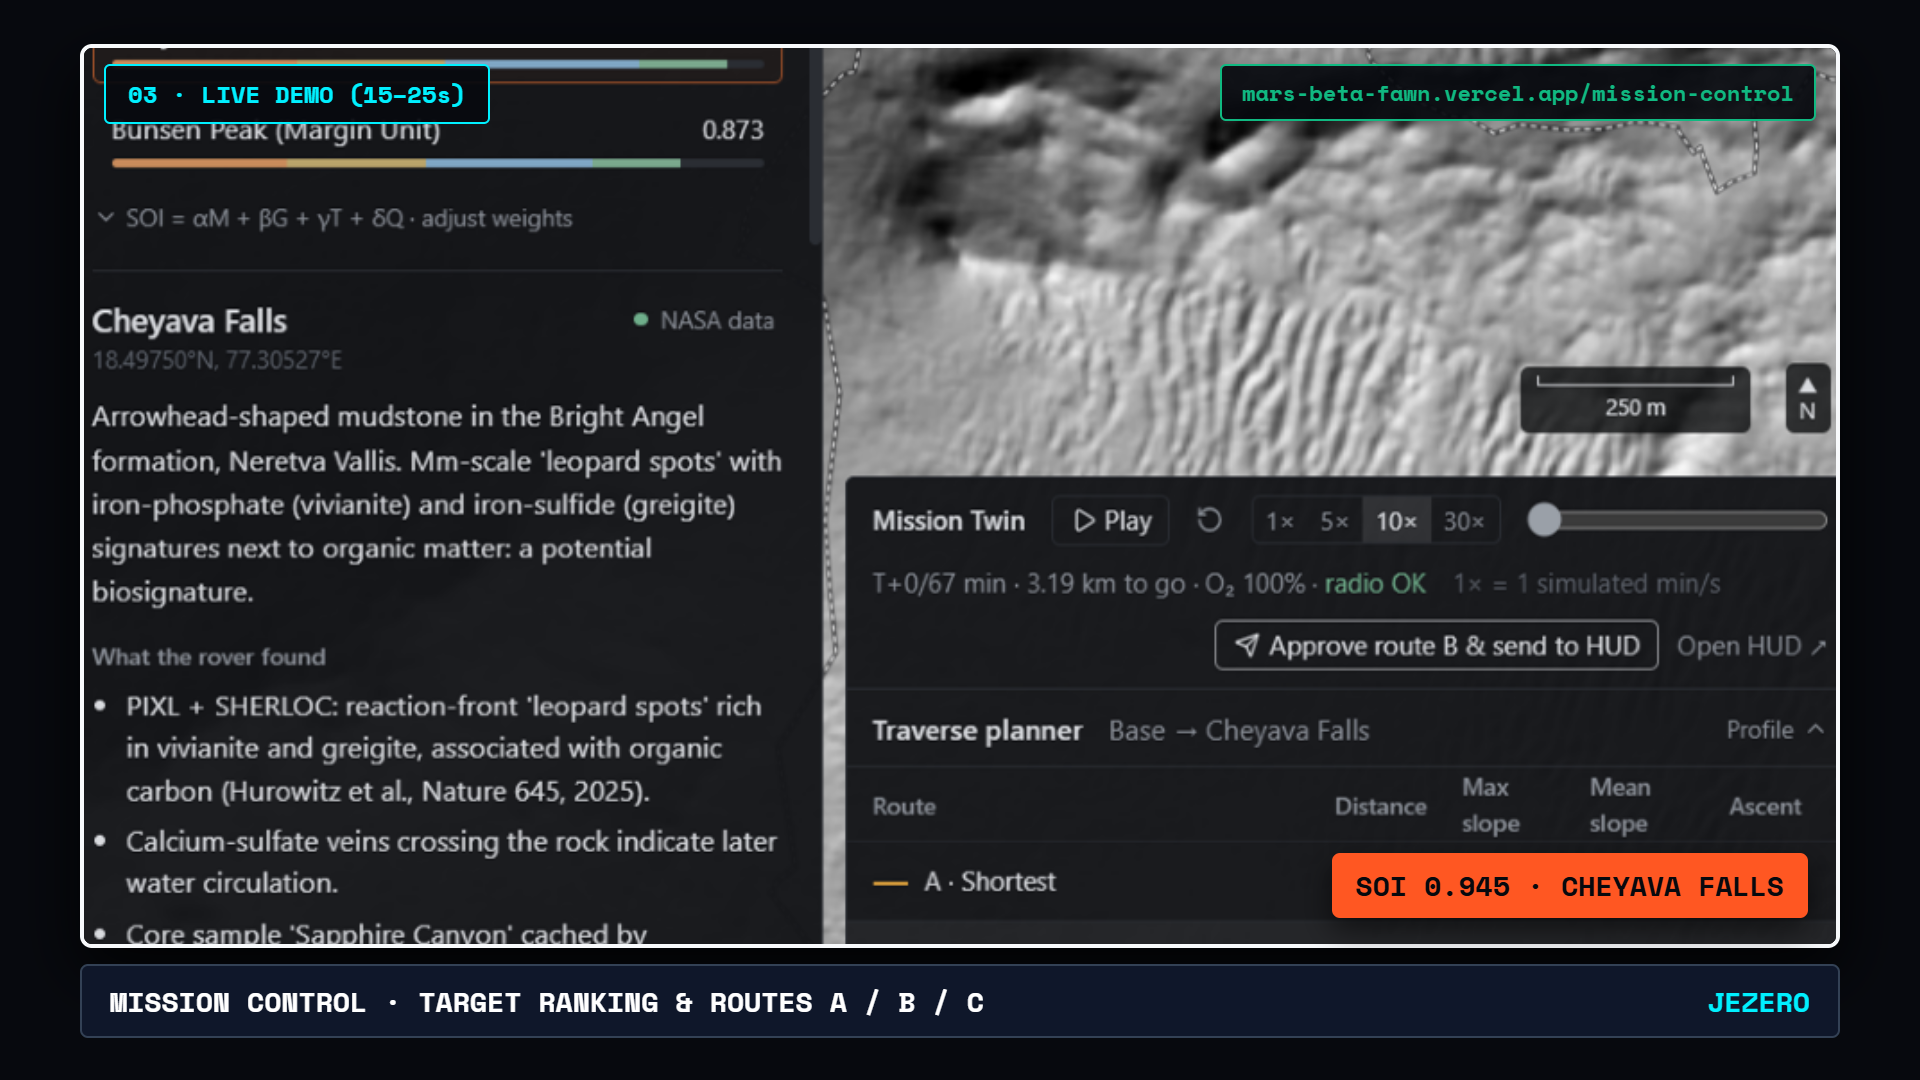 03 · LIVE DEMO (15–25s)
mars-beta-fawn.vercel.app/mission-control
Bunsen Peak (Margin Unit) 0.873
SOI = αM + βG + γT + δQ · adjust weights
Cheyava Falls NASA data
18.49750°N, 77.30527°E
Arrowhead-shaped mudstone in the Bright Angel
formation, Neretva Vallis. Mm-scale 'leopard spots' with
iron-phosphate (vivianite) and iron-sulfide (greigite)
signatures next to organic matter: a potential
biosignature.
What the rover found
PIXL + SHERLOC: reaction-front 'leopard spots' rich
in vivianite and greigite, associated with organic
carbon (Hurowitz et al., Nature 645, 2025).
Calcium-sulfate veins crossing the rock indicate later
water circulation.
Core sample 'Sapphire Canyon' cached by
250 m
N
Mission Twin Play 1× 5× 10× 30×
T+0/67 min · 3.19 km to go · O₂ 100% · radio OK 1× = 1 simulated min/s
Approve route B & send to HUD Open HUD ↗
Traverse planner Base → Cheyava Falls Profile
Route Distance Max slope Mean slope Ascent
A · Shortest
SOI 0.945 · CHEYAVA FALLS
MISSION CONTROL · TARGET RANKING & ROUTES A / B / C
JEZERO